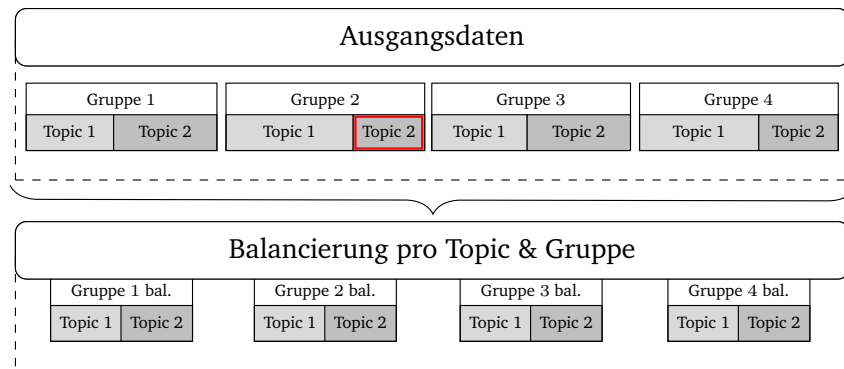 Ausgangsdaten
Gruppe 1 Gruppe 2 Gruppe 3 Gruppe 4
Topic 1 Topic 2 Topic 1 Topic 2 Topic 1 Topic 2 Topic 1 Topic 2
Balancierung pro Topic & Gruppe
Gruppe 1 bal. Gruppe 2 bal. Gruppe 3 bal. Gruppe 4 bal.
Topic 1 Topic 2 Topic 1 Topic 2 Topic 1 Topic 2 Topic 1 Topic 2